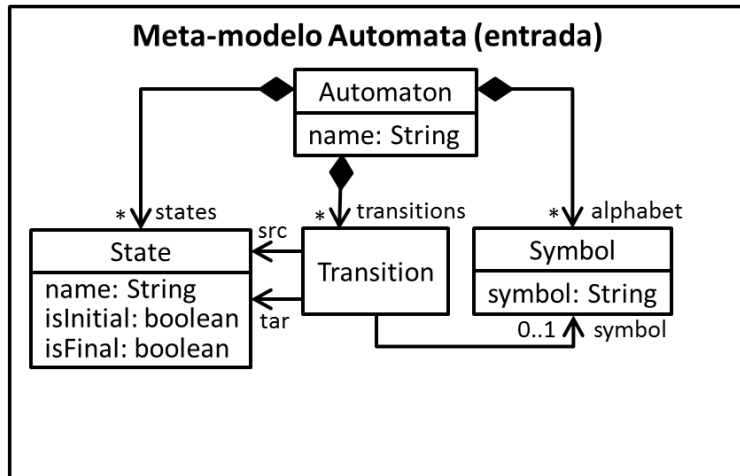 Meta-modelo Automata (entrada)
Automaton
name: String
* states
* transitions
* alphabet
State
name: String
isInitial: boolean
isFinal: boolean
src
tar
Transition
Symbol
symbol: String
0..1 symbol